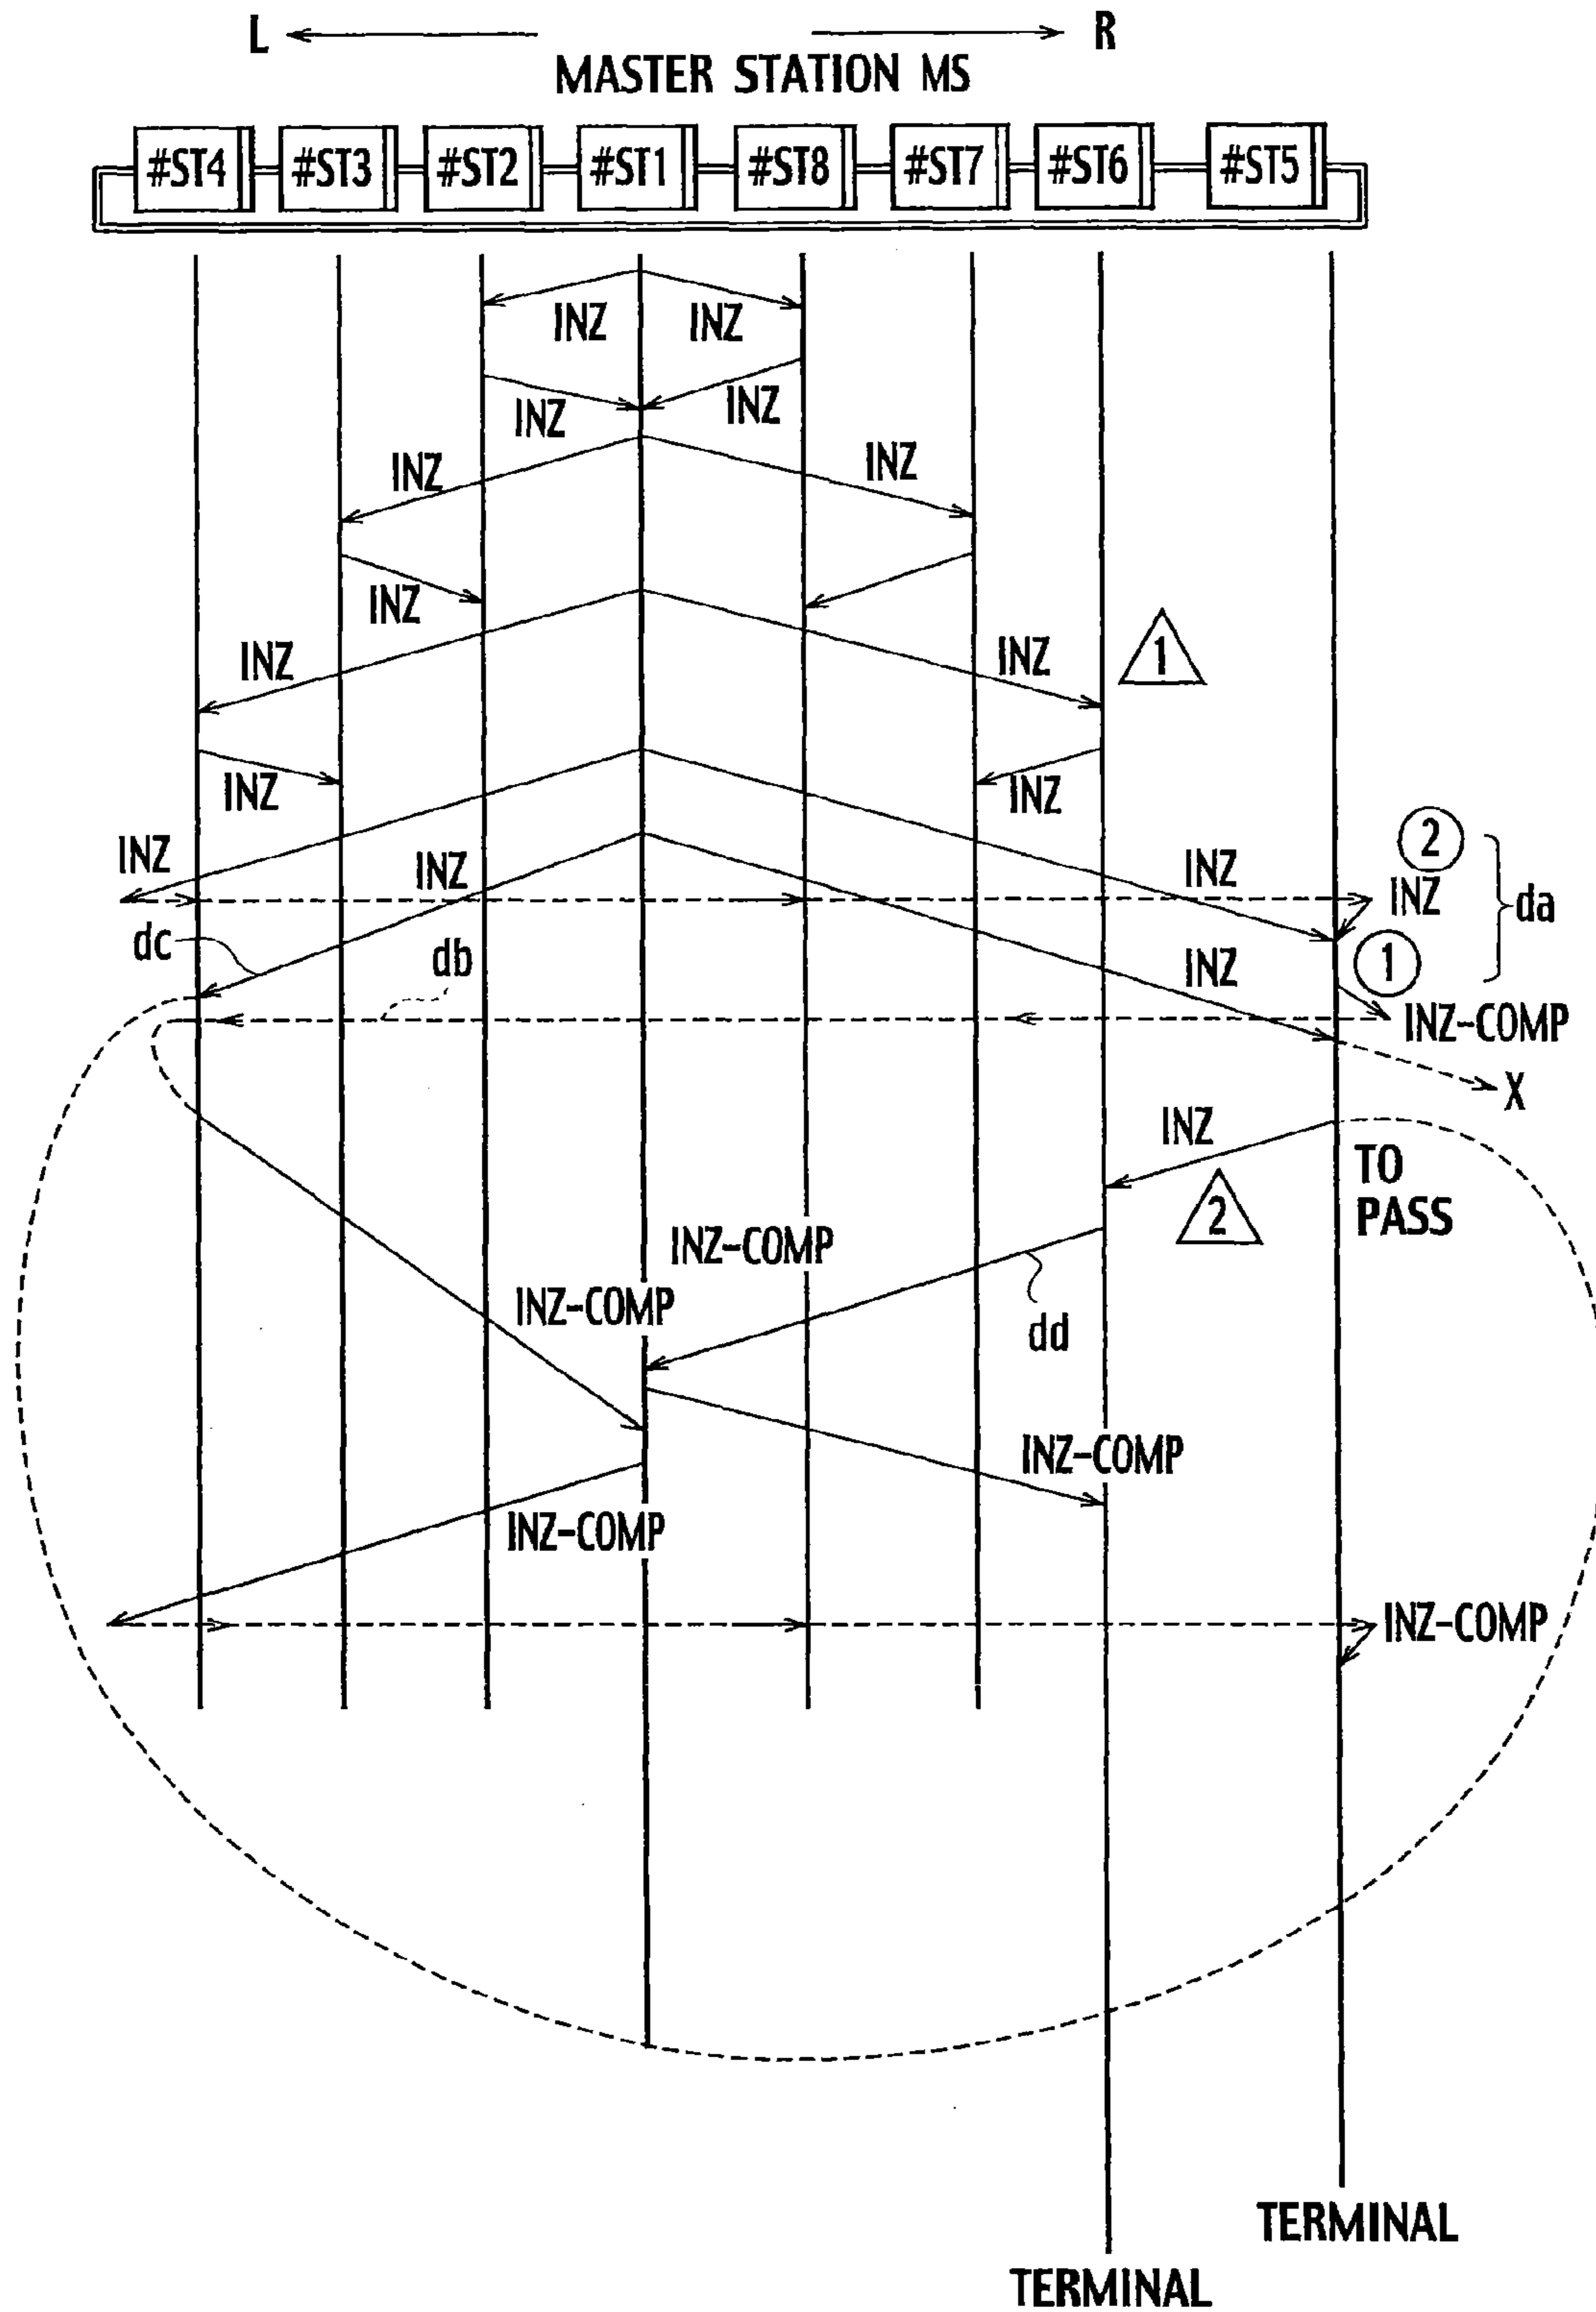 L R
MASTER STATION MS
#ST4 #ST3 #ST2 #ST1 #ST8 #ST7 #ST6 #ST5
INZ INZ
INZ INZ
INZ INZ
INZ
INZ INZ 1
INZ INZ
INZ INZ INZ 2
INZ da
dc db INZ 1
INZ-COMP
X
INZ
TO
PASS
2
INZ-COMP
INZ-COMP
dd
INZ-COMP
INZ-COMP
INZ-COMP
TERMINAL
TERMINAL